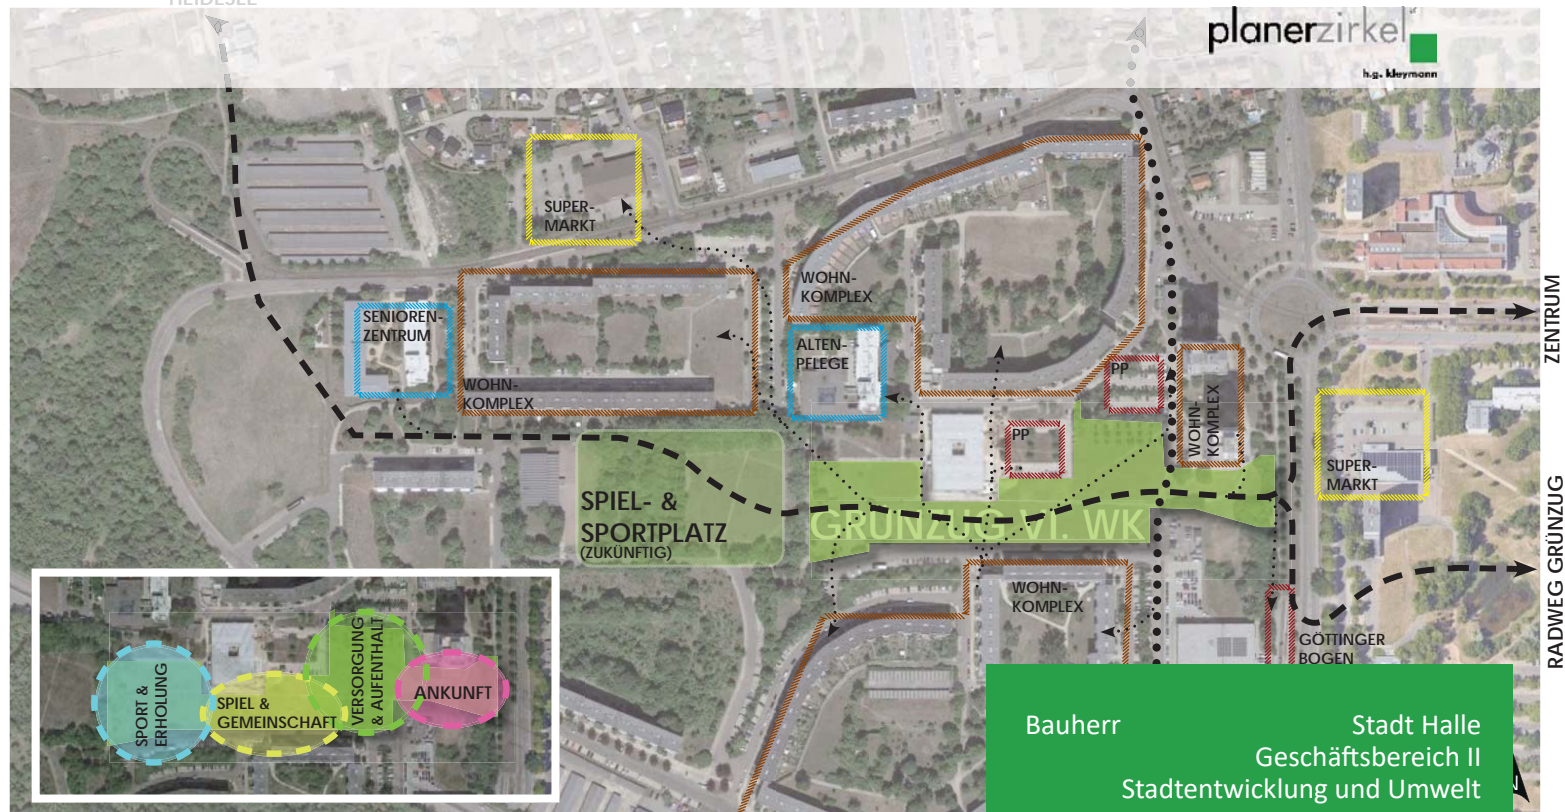 HEIDESEE
planerzirkel
h.g. kleymann
SUPER-
MARKT
SENIOREN-
ZENTRUM
WOHN-
KOMPLEX
WOHN-
KOMPLEX
ALTEN-
PFLEGE
PP
PP
WOHN-
KOMPLEX
SUPER-
MARKT
ZENTRUM
RADWEG GRÜNZUG
SPIEL- &
SPORTPLATZ
(ZUKÜNFTIG)
GRÜNZUG VI. WK
WOHN-
KOMPLEX
GÖTTINGER
BOGEN
SPORT &
ERHOLUNG
SPIEL &
GEMEINSCHAFT
VERSORGUNG
& AUFENTHALT
ANKUNFT
Bauherr Stadt Halle
Geschäftsbereich II
Stadtentwicklung und Umwelt